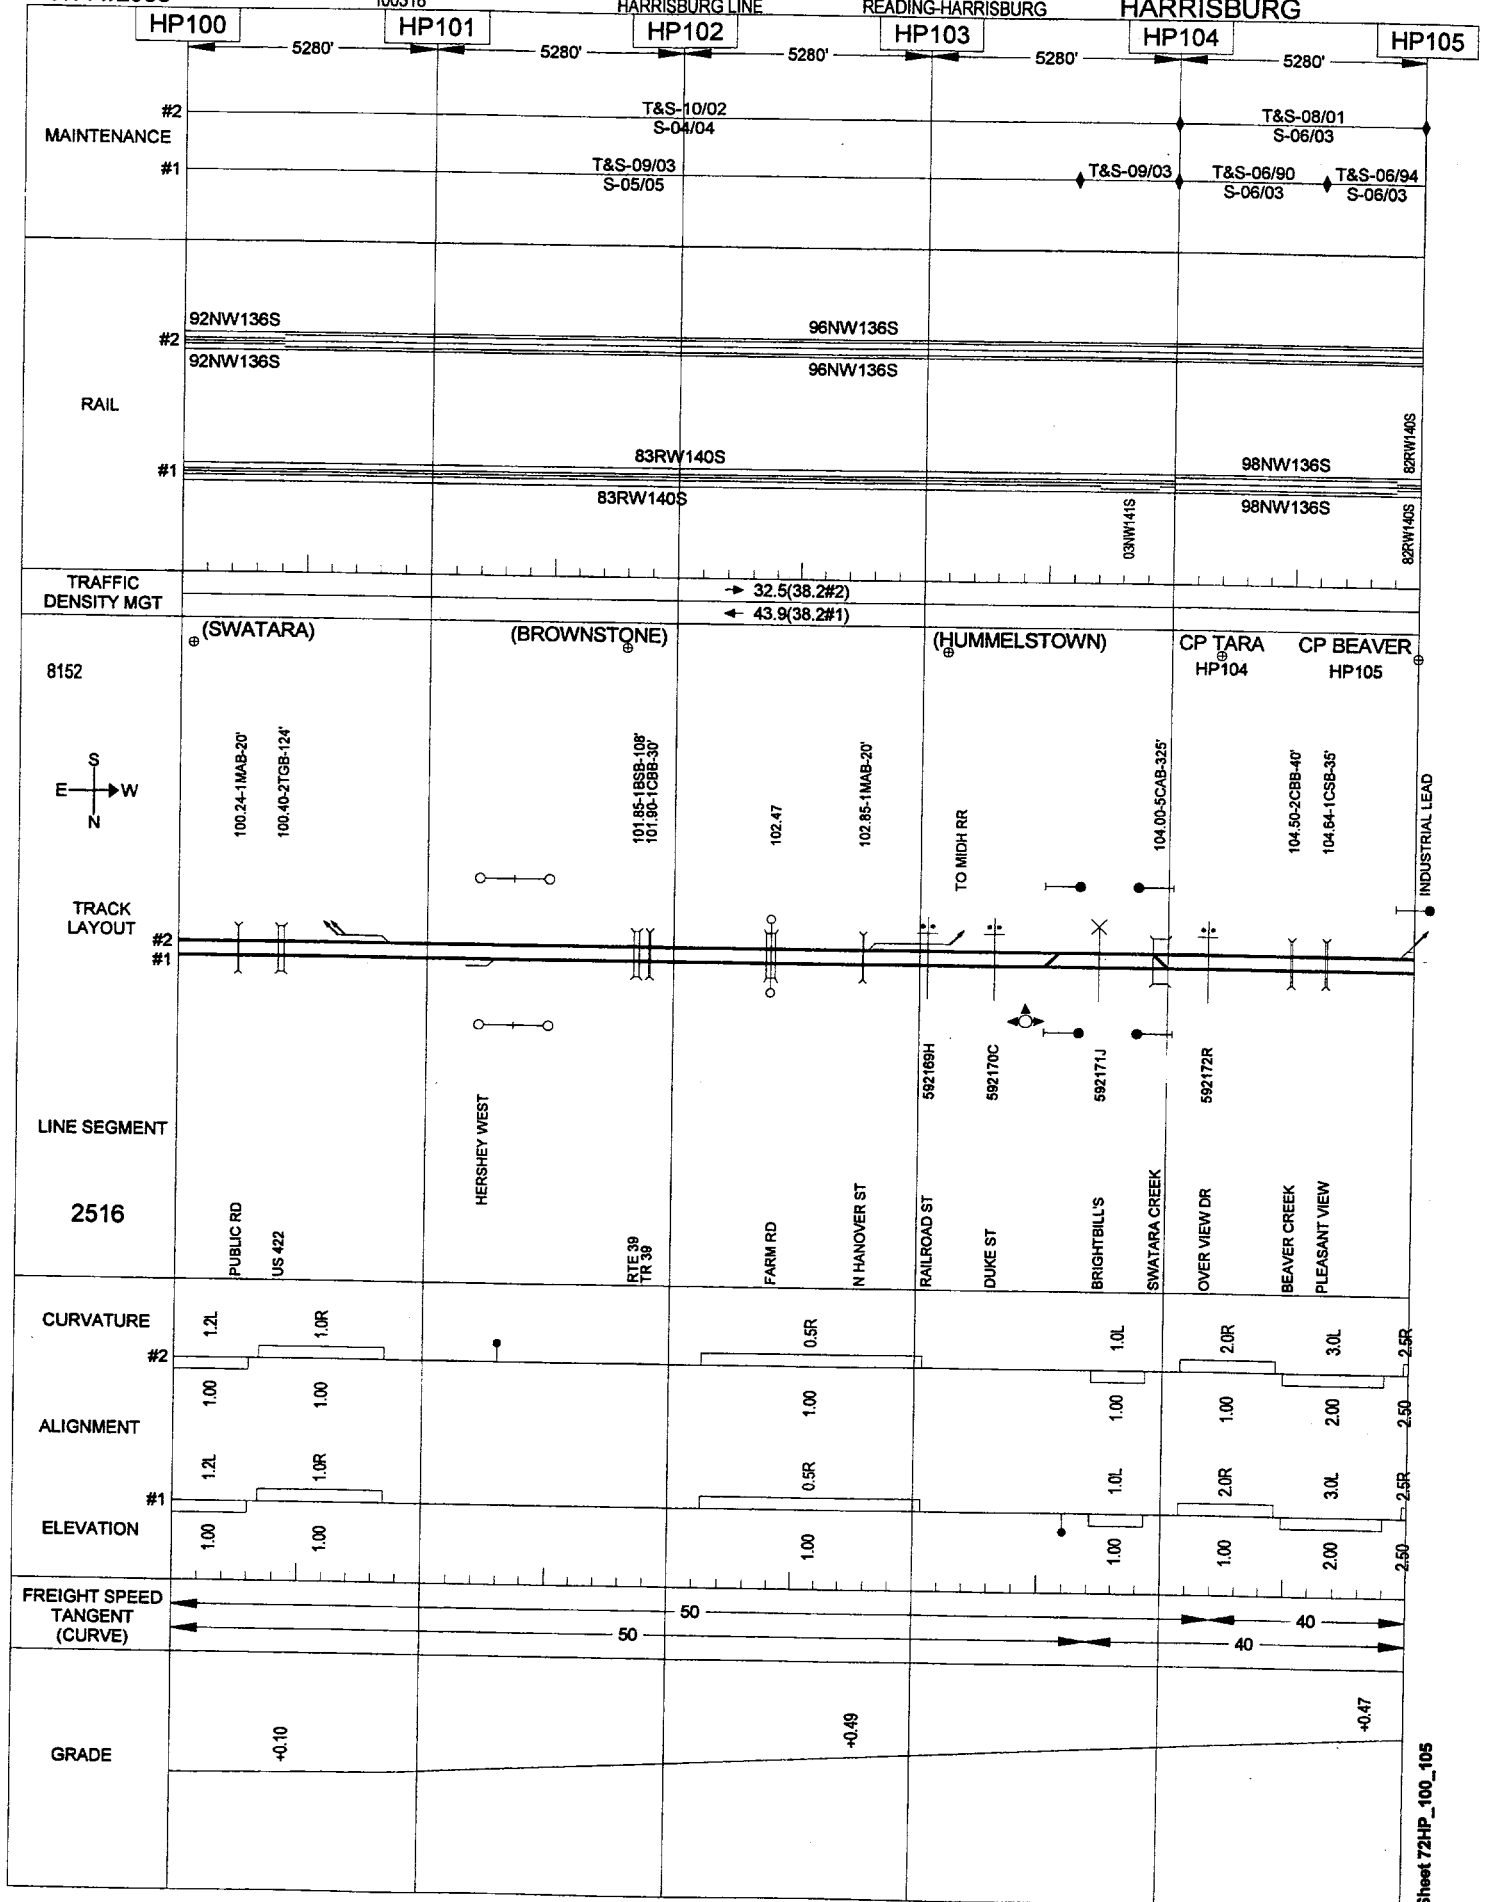 HARRISBURG LINE READING-HARRISBURG HARRISBURG
HP100 HP101 HP102 HP103 HP104 HP105
5280' 5280' 5280' 5280' 5280'
MAINTENANCE
#2 T&S-10/02 T&S-08/01
S-04/04 S-06/03
#1 T&S-09/03 T&S-09/03 T&S-06/90 T&S-06/94
S-05/05 S-06/03 S-06/03
RAIL
92NW136S 96NW136S
#2
92NW136S 96NW136S
83RW140S 98NW136S 82RW140S
#1
83RW140S 03NW141S 98NW136S 82RW140S
TRAFFIC
DENSITY MGT
32.5(38.2#2)
43.9(38.2#1)
(SWATARA) (BROWNSTONE) (HUMMELSTOWN) CP TARA CP BEAVER
HP104 HP105
8152
S
E W
N
100.24-1MAB-20'
100.40-2TGB-124'
101.85-1BSB-108'
101.90-1CBB-30'
102.47
102.85-1MAB-20'
TO MIDH RR
104.00-5CAB-325'
104.50-2CBB-40'
104.64-1CSB-35'
INDUSTRIAL LEAD
TRACK
LAYOUT
#2
#1
592169H
592170C
592171J
592172R
LINE SEGMENT
2516
PUBLIC RD
US 422
HERSHEY WEST
RTE 39
TR 39
FARM RD
N HANOVER ST
RAILROAD ST
DUKE ST
BRIGHTBILL'S
SWATARA CREEK
OVER VIEW DR
BEAVER CREEK
PLEASANT VIEW
CURVATURE
1.2L 1.0R 0.5R 1.0L 2.0R 3.0L 2.5R
#2
1.00 1.00 1.00 1.00 1.00 2.00 2.50
ALIGNMENT
1.2L 1.0R 0.5R 1.0L 2.0R 3.0L 2.5R
#1
ELEVATION
1.00 1.00 1.00 1.00 1.00 2.00 2.50
FREIGHT SPEED
TANGENT
(CURVE)
50 40
50 40
GRADE
+0.10 +0.49 +0.47
Sheet 72HP_100_105